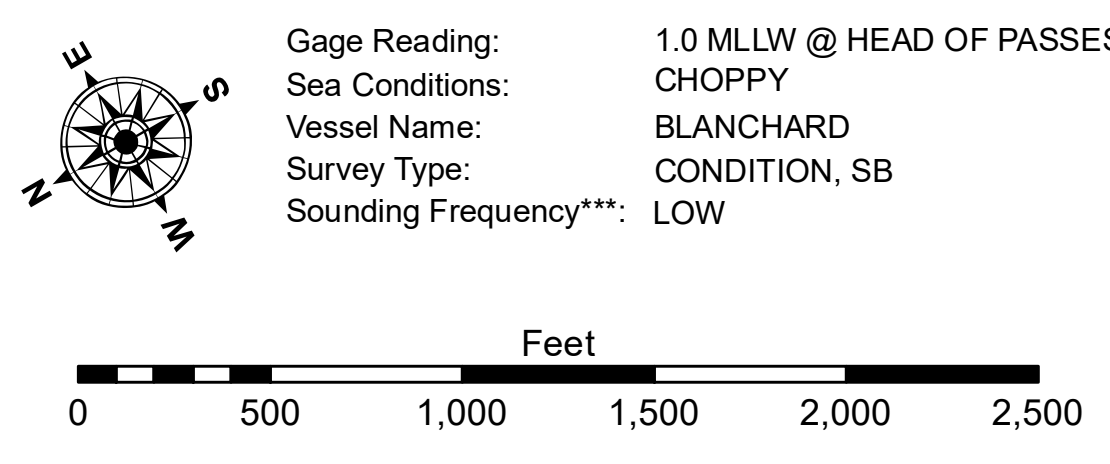 E
S
N
W
Gage Reading: 1.0 MLLW @ HEAD OF PASSES
Sea Conditions: CHOPPY
Vessel Name: BLANCHARD
Survey Type: CONDITION, SB
Sounding Frequency***: LOW
Feet
0 500 1,000 1,500 2,000 2,500